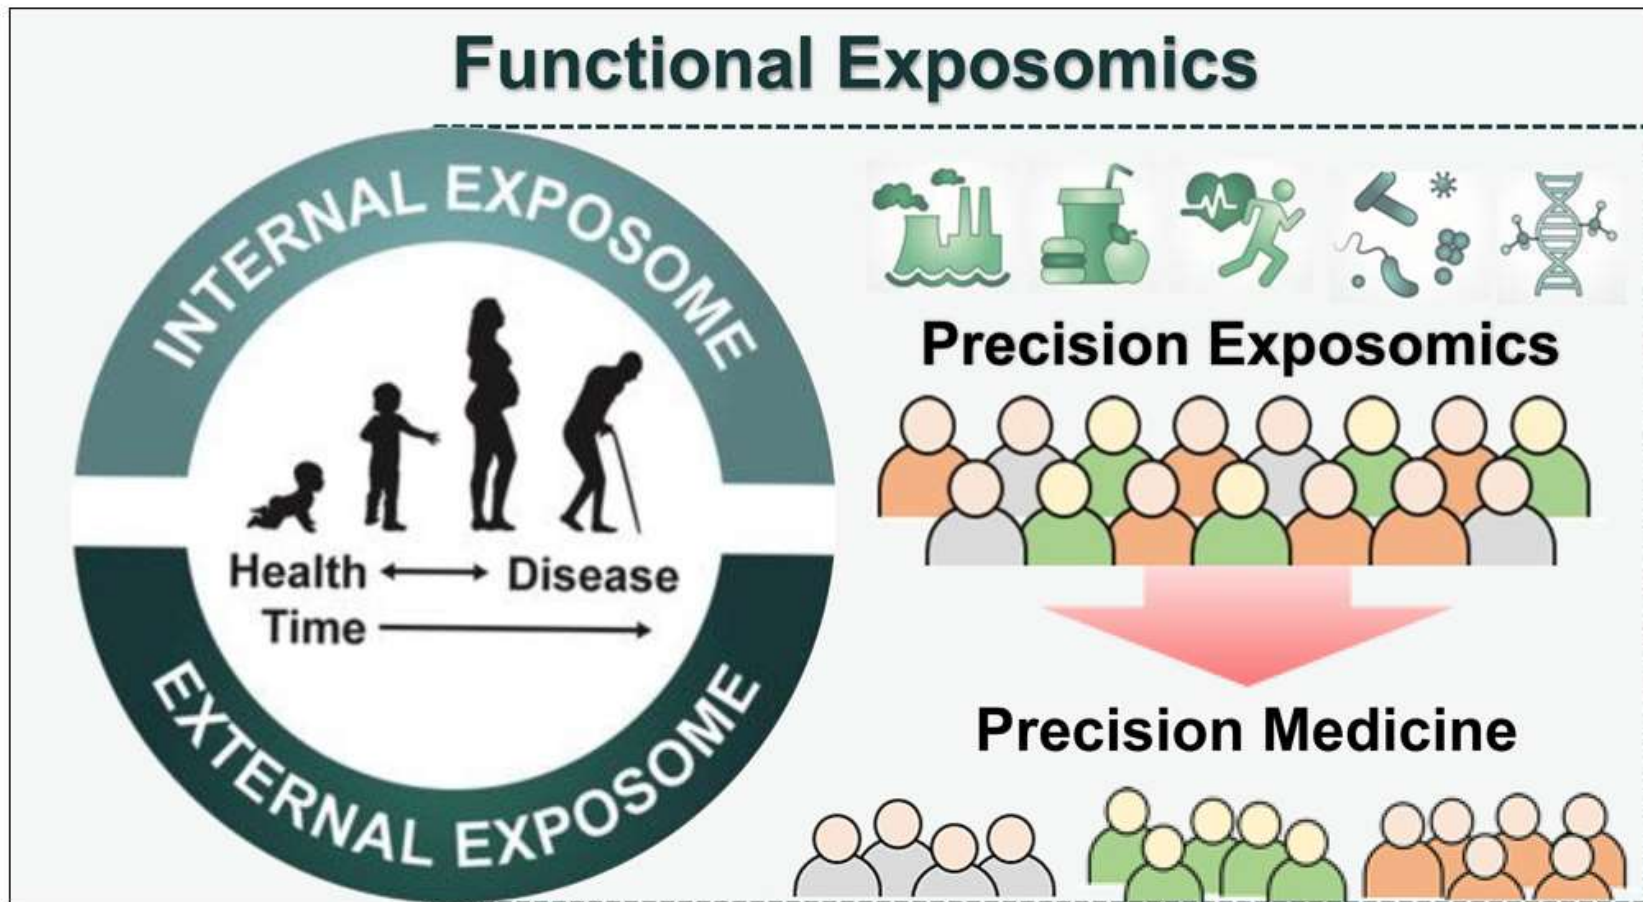 Functional Exposomics
INTERNAL EXPOSOME
Health Disease
Time
EXTERNAL EXPOSOME
Precision Exposomics
Precision Medicine